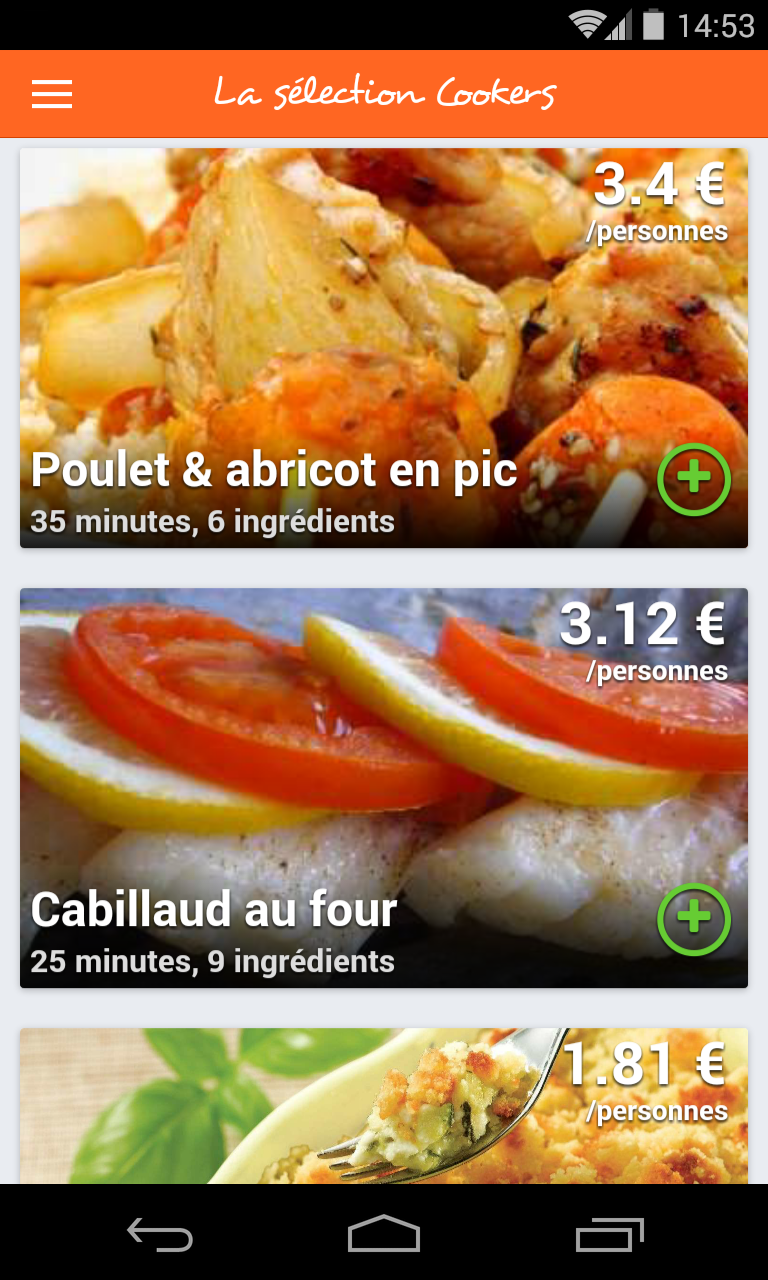 14:53
La sélection Cookers
3.4 €
/personnes
Poulet & abricot en pic
35 minutes, 6 ingrédients
3.12 €
/personnes
Cabillaud au four
25 minutes, 9 ingrédients
1.81 €
/personnes